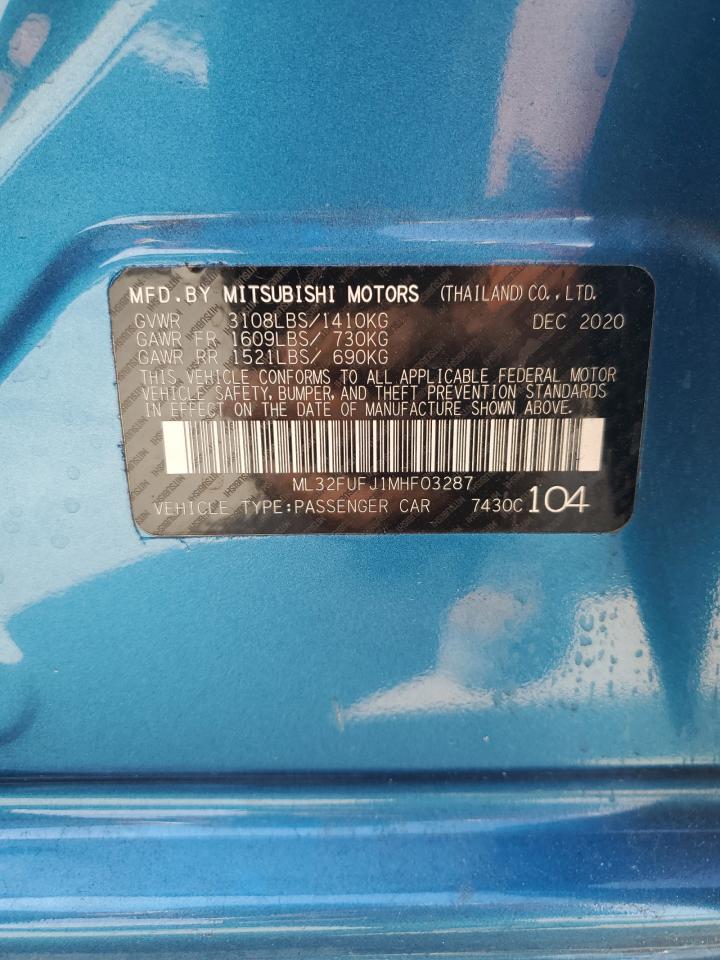 MFD.BY MITSUBISHI MOTORS (THAILAND) CO.,LTD.
GVWR 3108LBS/1410KG DEC 2020
GAWR FR 1609LBS/ 730KG
GAWR RR 1521LBS/ 690KG
THIS VEHICLE CONFORMS TO ALL APPLICABLE FEDERAL MOTOR
VEHICLE SAFETY, BUMPER, AND THEFT PREVENTION STANDARDS
IN EFFECT ON THE DATE OF MANUFACTURE SHOWN ABOVE.
ML32FUFJ1MHF03287
VEHICLE TYPE:PASSENGER CAR 7430C 104